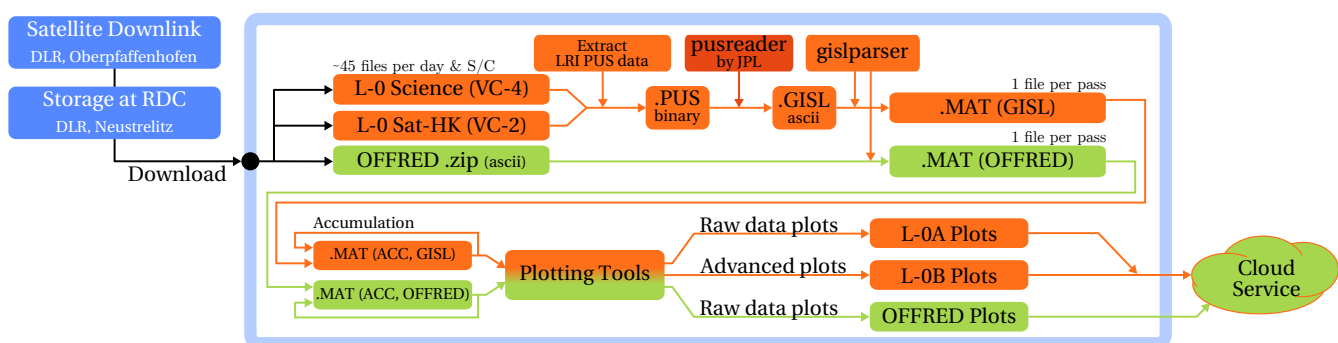 Satellite Downlink
DLR, Oberpfaffenhofen
Storage at RDC
DLR, Neustrelitz
Download
~45 files per day & S/C
L-0 Science (VC-4)
L-0 Sat-HK (VC-2)
OFFRED .zip (ascii)
Extract
LRI PUS data
pusreader
by JPL
gislparser
.PUS
binary
.GISL
ascii
1 file per pass
.MAT (GISL)
1 file per pass
.MAT (OFFRED)
Accumulation
.MAT (ACC, GISL)
.MAT (ACC, OFFRED)
Plotting Tools
Raw data plots
L-0A Plots
Advanced plots
L-0B Plots
Raw data plots
OFFRED Plots
Cloud
Service